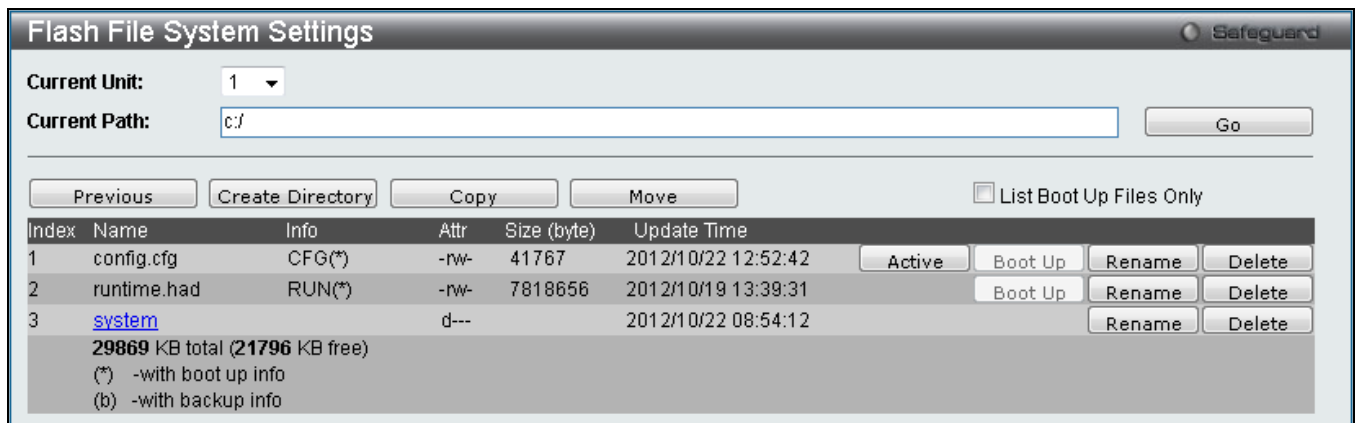 Flash File System Settings
Safeguard
Current Unit: 1
Current Path: c:/ Go
Previous Create Directory Copy Move List Boot Up Files Only
Index Name Info Attr Size (byte) Update Time
1 config.cfg CFG(*) -rw- 41767 2012/10/22 12:52:42 Active Boot Up Rename Delete
2 runtime.had RUN(*) -rw- 7818656 2012/10/19 13:39:31 Boot Up Rename Delete
3 system d--- 2012/10/22 08:54:12 Rename Delete
29869 KB total (21796 KB free)
(*) -with boot up info
(b) -with backup info